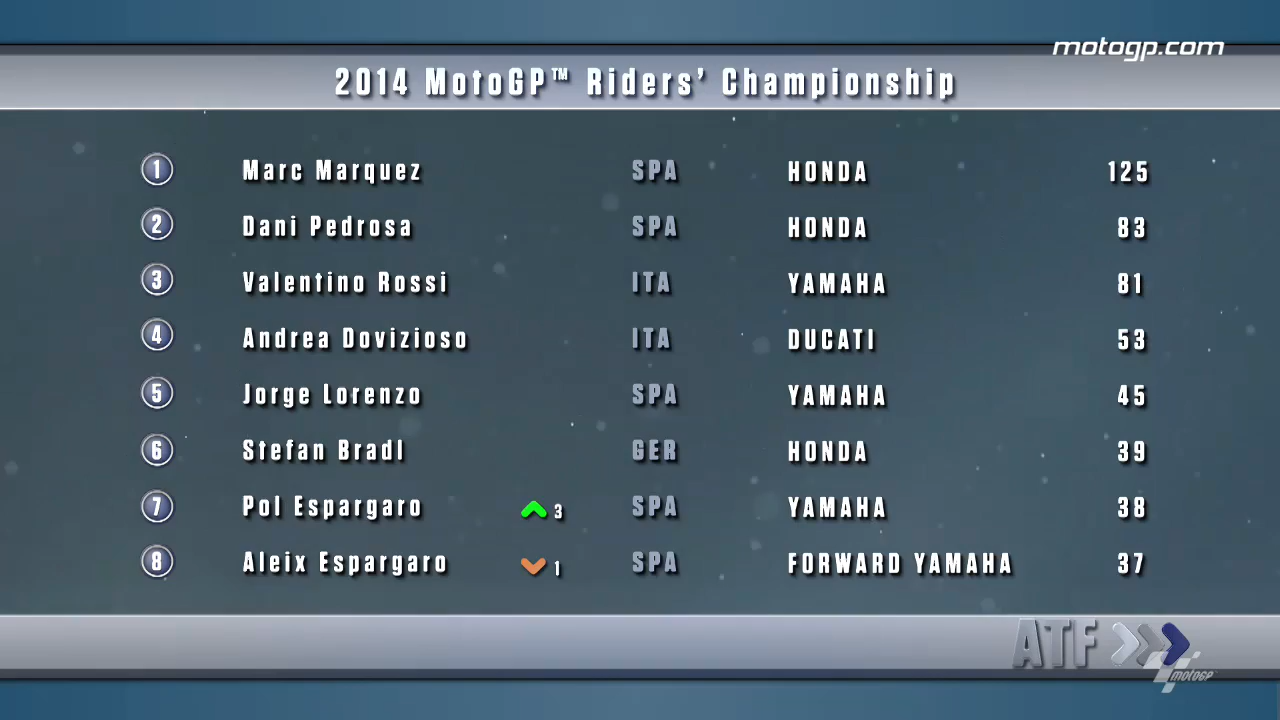 motogp.com
2014 MotoGP™ Riders' Championship
1 Marc Marquez SPA HONDA 125
2 Dani Pedrosa SPA HONDA 83
3 Valentino Rossi ITA YAMAHA 81
4 Andrea Dovizioso ITA DUCATI 53
5 Jorge Lorenzo SPA YAMAHA 45
6 Stefan Bradl GER HONDA 39
7 Pol Espargaro 3 SPA YAMAHA 38
8 Aleix Espargaro 1 SPA FORWARD YAMAHA 37
ATF
motoGP